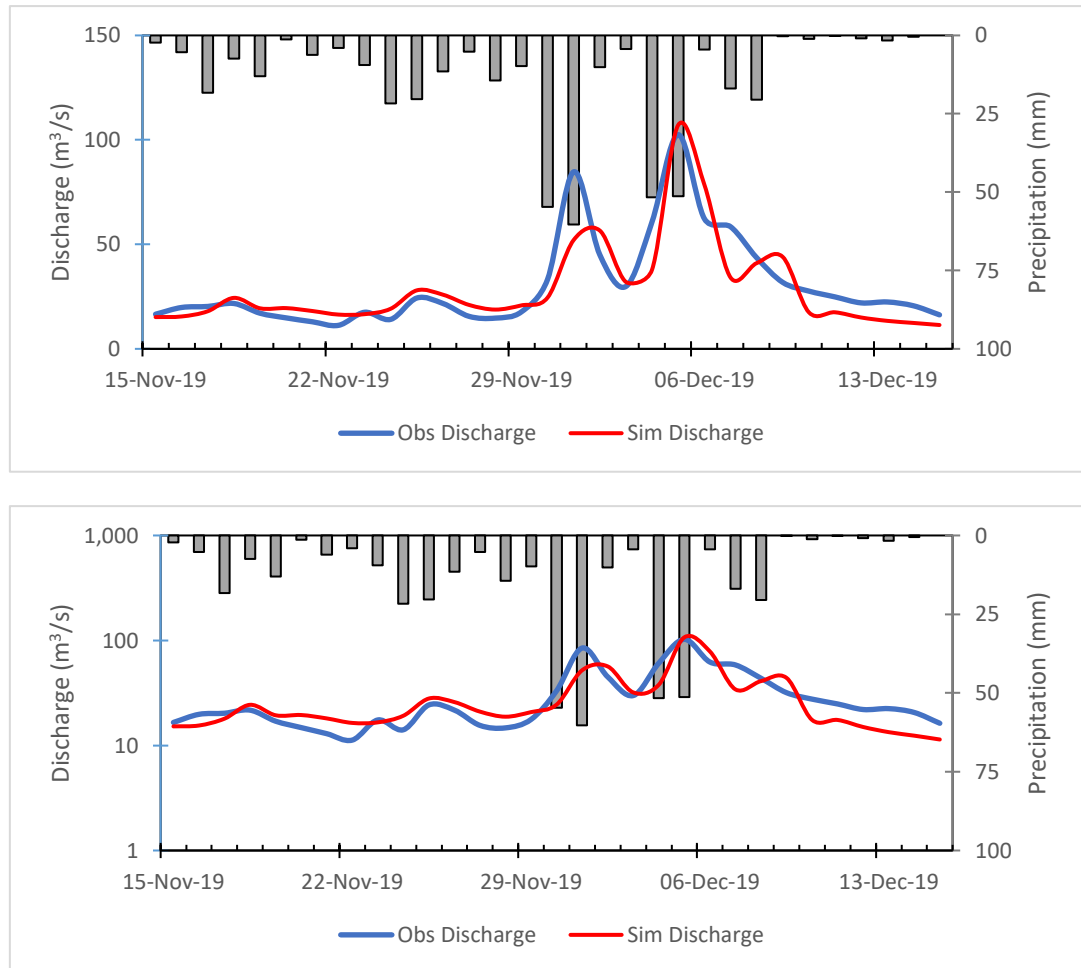 150
100
50
0
0
25
50
75
100
Discharge (m³/s)
Precipitation (mm)
15-Nov-19 22-Nov-19 29-Nov-19 06-Dec-19 13-Dec-19
Obs Discharge Sim Discharge
1,000
100
10
1
0
25
50
75
100
Discharge (m³/s)
Precipitation (mm)
15-Nov-19 22-Nov-19 29-Nov-19 06-Dec-19 13-Dec-19
Obs Discharge Sim Discharge